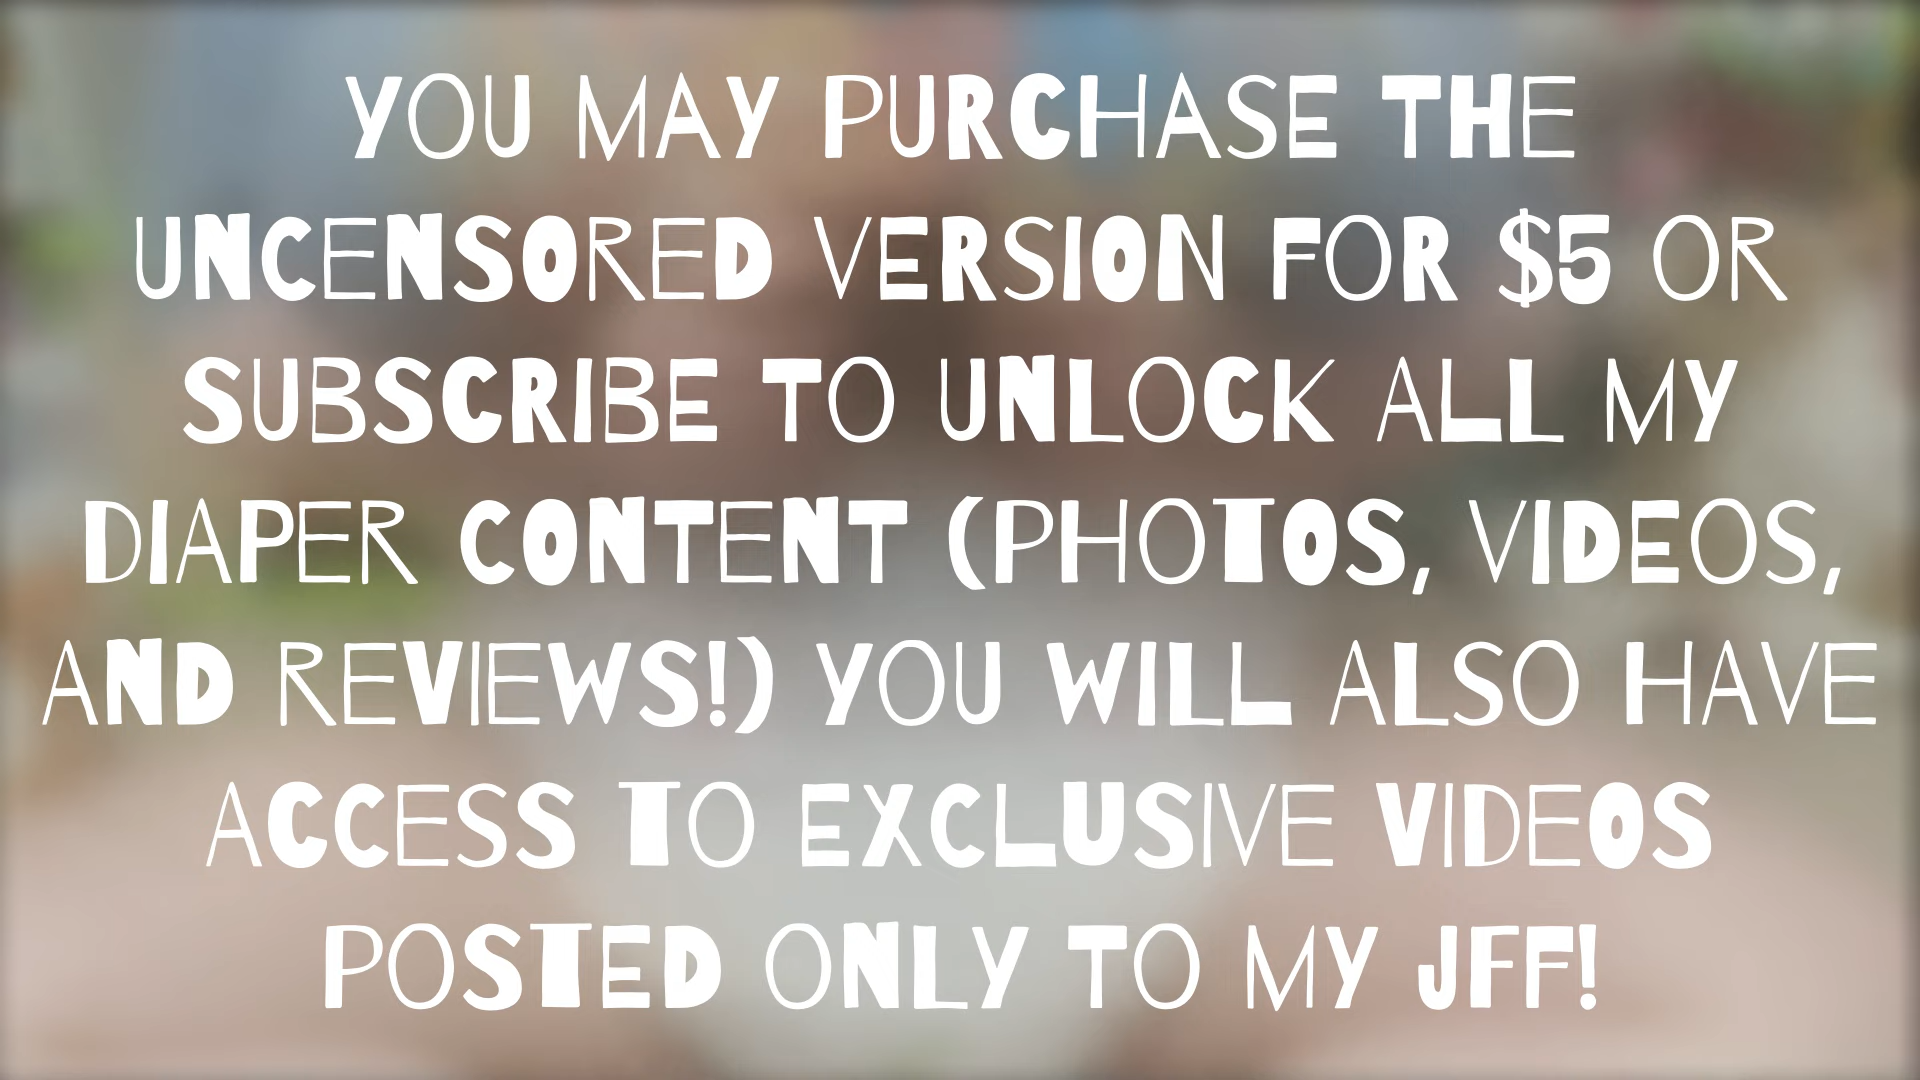 YOU MAY PURCHASE THE
UNCENSORED VERSION FOR $5 OR
SUBSCRIBE TO UNLOCK ALL MY
DIAPER CONTENT (PHOTOS, VIDEOS,
AND REVIEWS!) YOU WILL ALSO HAVE
ACCESS TO EXCLUSIVE VIDEOS
POSTED ONLY TO MY JFF!